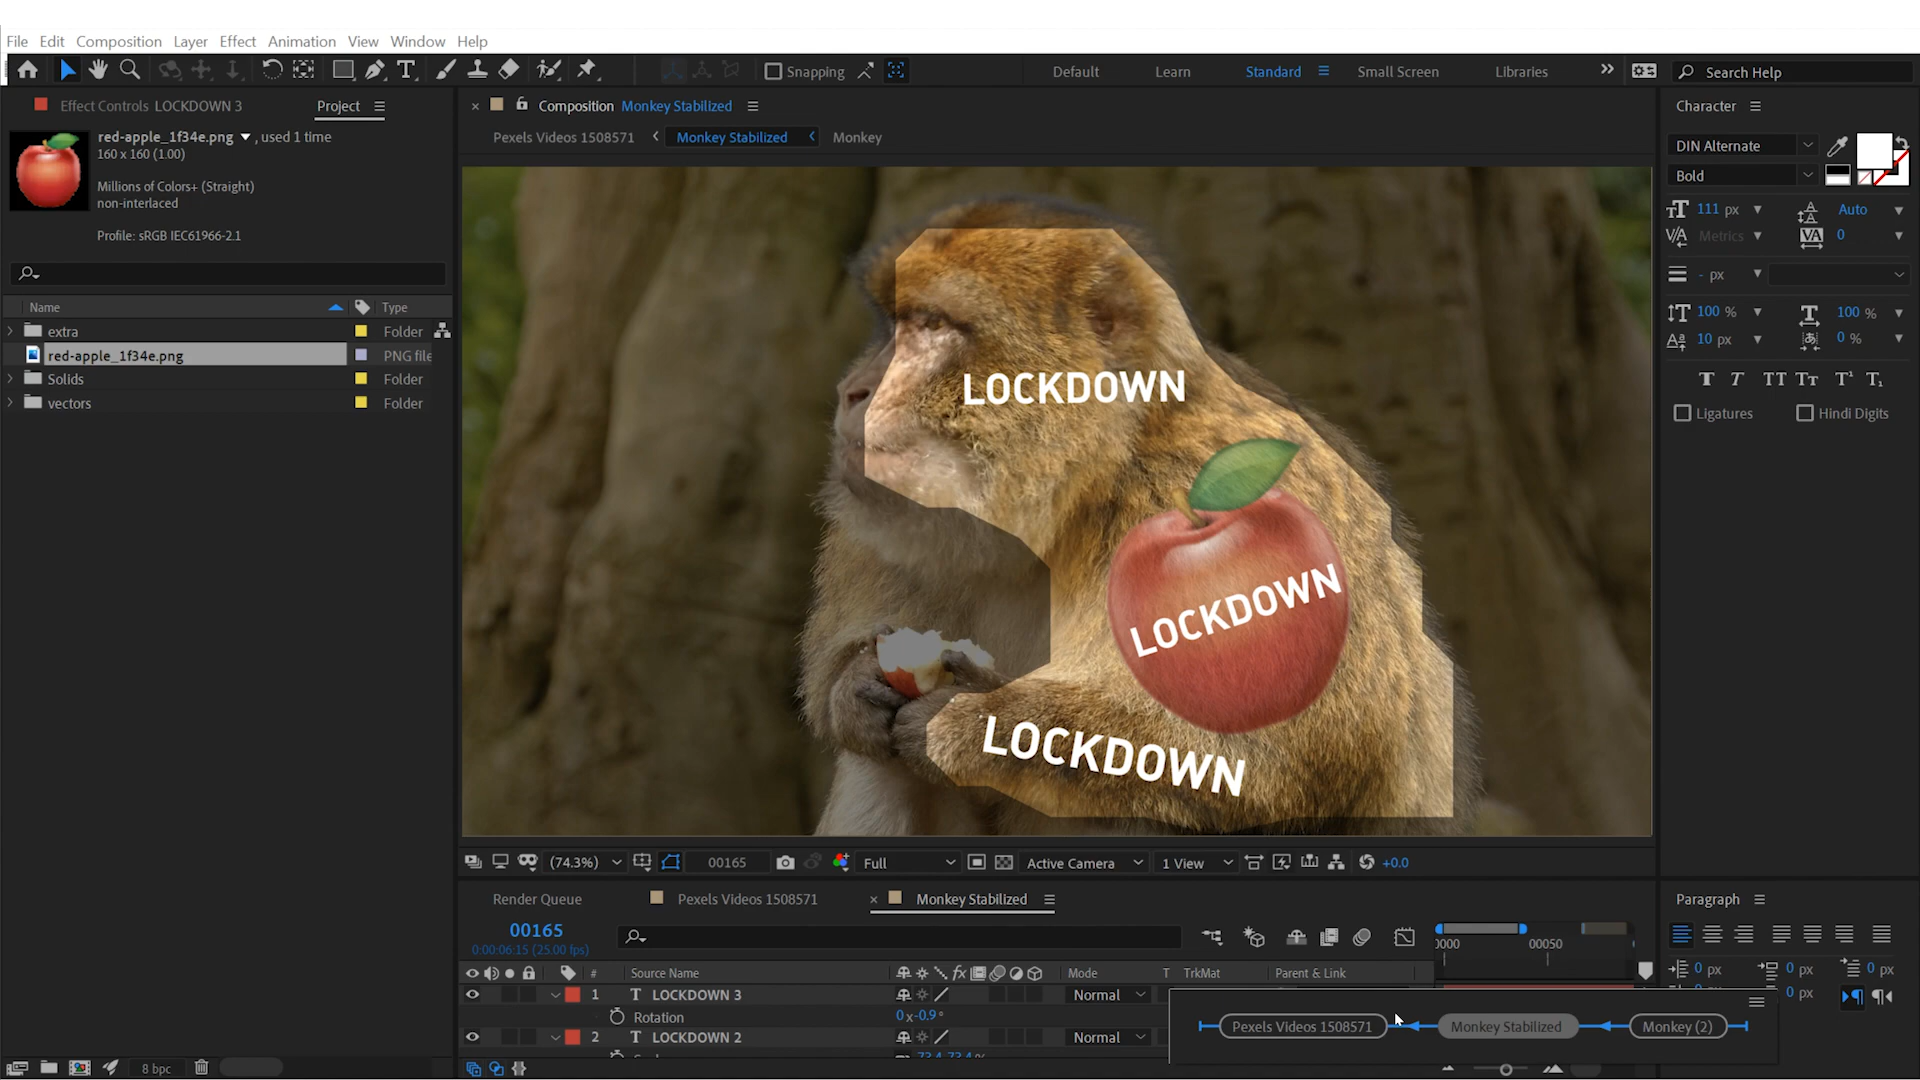 File Edit Composition Layer Effect Animation View Window Help
Snapping Default Learn Standard Small Screen Libraries Search Help
Effect Controls LOCKDOWN 3 Project
Composition Monkey Stabilized
Character
red-apple_1f34e.png , used 1 time
160 x 160 (1.00)
Millions of Colors+ (Straight)
non-interlaced
Profile: sRGB IEC61966-2.1
Pexels Videos 1508571 Monkey Stabilized Monkey
DIN Alternate
Bold
111 px Auto
Metrics 0
- px
100 % 100 %
10 px 0 %
Ligatures Hindi Digits
Name Type
extra Folder
red-apple_1f34e.png PNG file
Solids Folder
vectors Folder
LOCKDOWN
LOCKDOWN
LOCKDOWN
(74.3%) 00165 Full Active Camera 1 View +0.0
Render Queue Pexels Videos 1508571 Monkey Stabilized
Paragraph
00165
0:00:06:15 (25.00 fps)
0000 00050
# Source Name Mode T TrkMat Parent & Link
0 px 0 px 0 px
0 px
1 T LOCKDOWN 3 Normal
Rotation 0 x -0.9 °
2 T LOCKDOWN 2 Normal
Pexels Videos 1508571 Monkey Stabilized Monkey (2)
8 bpc